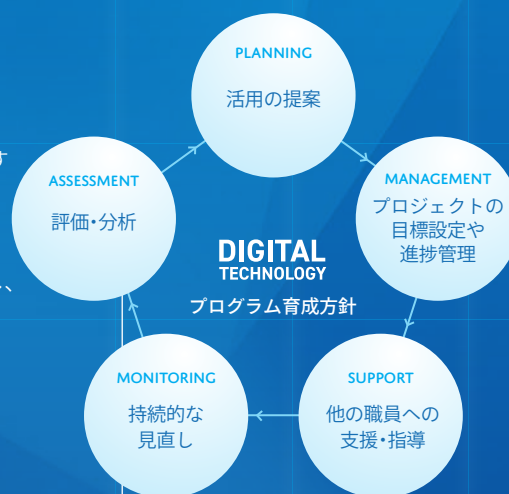 PLANNING
活用の提案
す
ASSESSMENT
評価・分析
MANAGEMENT
プロジェクトの
目標設定や
進捗管理
DIGITAL
TECHNOLOGY
プログラム育成方針
、
MONITORING
持続的な
見直し
SUPPORT
他の職員への
支援・指導